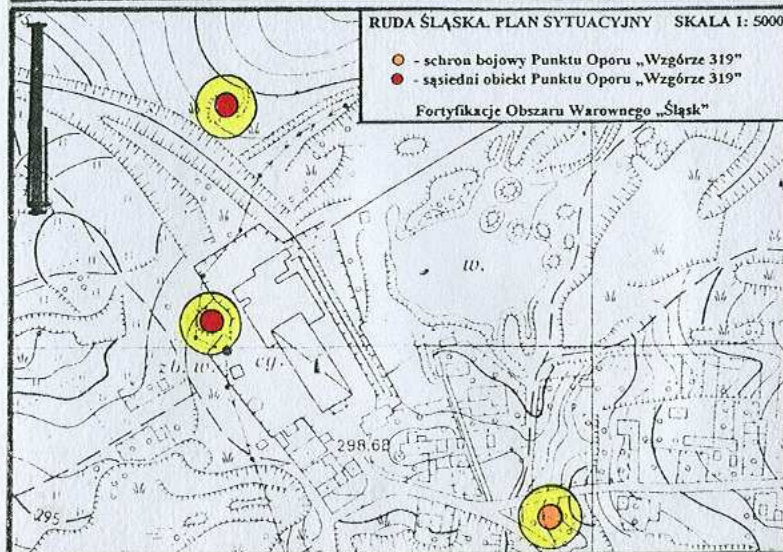 RUDA ŚLĄSKA. PLAN SYTUACYJNY SKALA 1: 5000
- schron bojowy Punktu Oporu „Wzgórze 319”
- sąsiedni obiekt Punktu Oporu „Wzgórze 319”
Fortyfikacje Obszaru Warownego „Śląsk”
w.
zb. w.
cg.
298.68
295